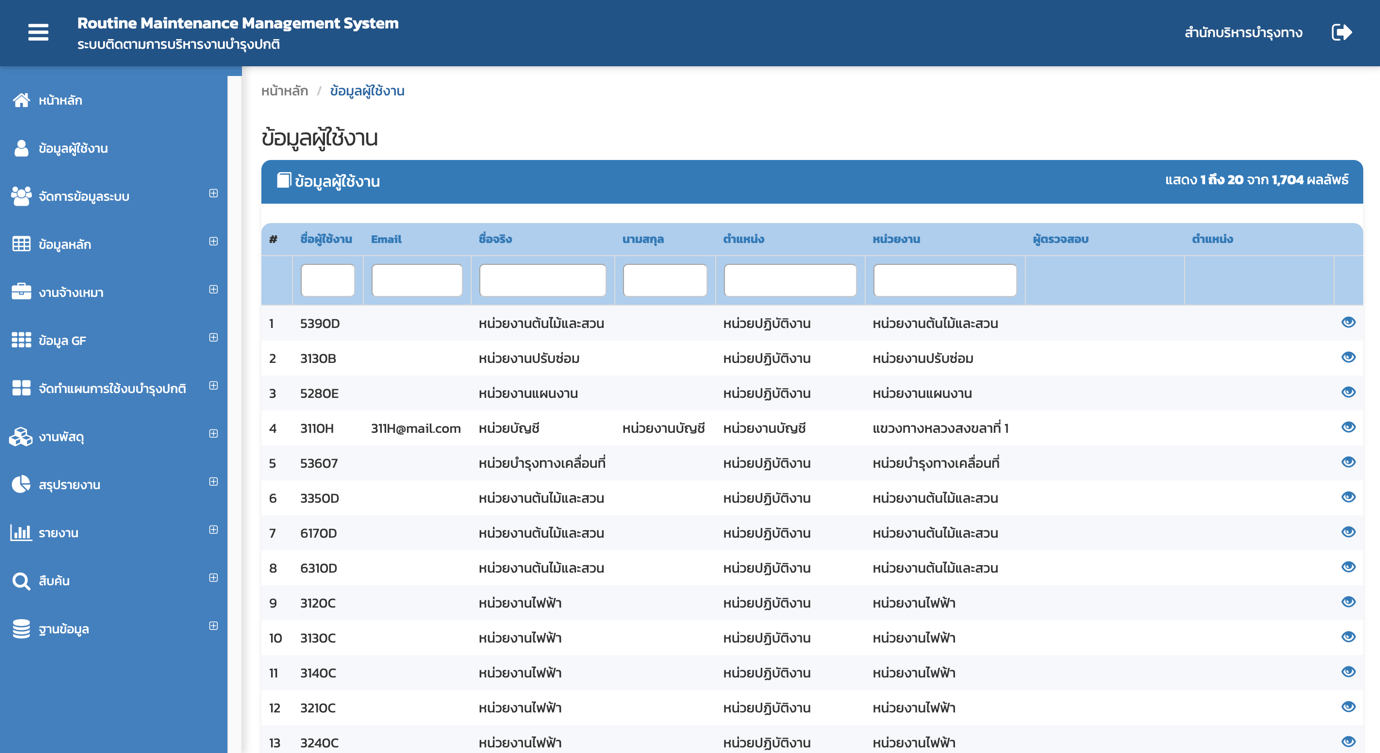 Routine Maintenance Management System
ระบบติดตามการบริหารงานบำรุงปกติ
สำนักบริหารบำรุงทาง
หน้าหลัก
ข้อมูลผู้ใช้งาน
จัดการข้อมูลระบบ
ข้อมูลหลัก
งานจ้างเหมา
ข้อมูล GF
จัดทำแผนการใช้งบบำรุงปกติ
งานพัสดุ
สรุปรายงาน
รายงาน
สืบค้น
ฐานข้อมูล
หน้าหลัก / ข้อมูลผู้ใช้งาน
ข้อมูลผู้ใช้งาน
ข้อมูลผู้ใช้งาน แสดง 1 ถึง 20 จาก 1,704 ผลลัพธ์
# ชื่อผู้ใช้งาน Email ชื่อจริง นามสกุล ตำแหน่ง หน่วยงาน ผู้ตรวจสอบ ตำแหน่ง
1 5390D หน่วยงานต้นไม้และสวน หน่วยปฏิบัติงาน หน่วยงานต้นไม้และสวน
2 3130B หน่วยงานปรับซ่อม หน่วยปฏิบัติงาน หน่วยงานปรับซ่อม
3 5280E หน่วยงานแผนงาน หน่วยปฏิบัติงาน หน่วยงานแผนงาน
4 3110H 311H@mail.com หน่วยบัญชี หน่วยงานบัญชี หน่วยงานบัญชี แขวงทางหลวงสงขลาที่ 1
5 53607 หน่วยบำรุงทางเคลื่อนที่ หน่วยปฏิบัติงาน หน่วยบำรุงทางเคลื่อนที่
6 3350D หน่วยงานต้นไม้และสวน หน่วยปฏิบัติงาน หน่วยงานต้นไม้และสวน
7 6170D หน่วยงานต้นไม้และสวน หน่วยปฏิบัติงาน หน่วยงานต้นไม้และสวน
8 6310D หน่วยงานต้นไม้และสวน หน่วยปฏิบัติงาน หน่วยงานต้นไม้และสวน
9 3120C หน่วยงานไฟฟ้า หน่วยปฏิบัติงาน หน่วยงานไฟฟ้า
10 3130C หน่วยงานไฟฟ้า หน่วยปฏิบัติงาน หน่วยงานไฟฟ้า
11 3140C หน่วยงานไฟฟ้า หน่วยปฏิบัติงาน หน่วยงานไฟฟ้า
12 3210C หน่วยงานไฟฟ้า หน่วยปฏิบัติงาน หน่วยงานไฟฟ้า
13 3240C หน่วยงานไฟฟ้า หน่วยปฏิบัติงาน หน่วยงานไฟฟ้า